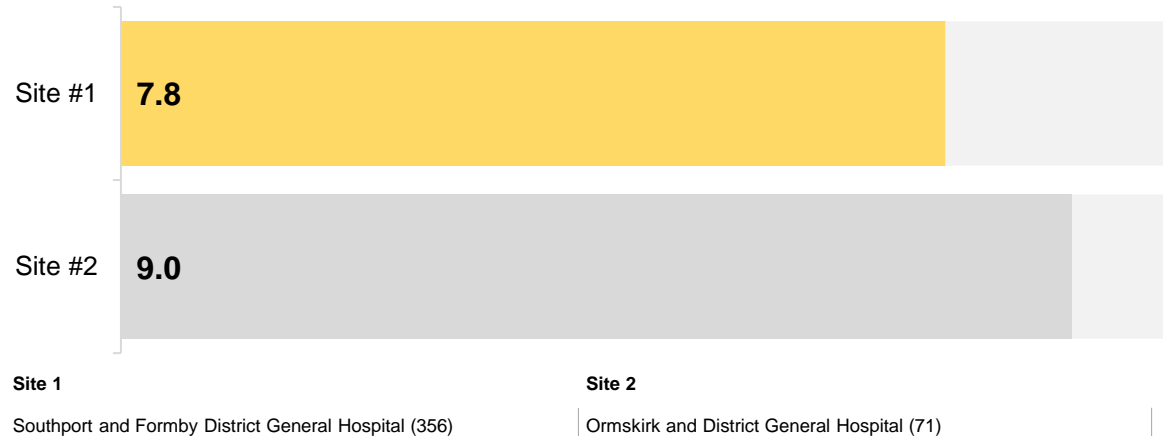 Site #1
7.8
Site #2
9.0
Site 1
Site 2
Southport and Formby District General Hospital (356)
Ormskirk and District General Hospital (71)